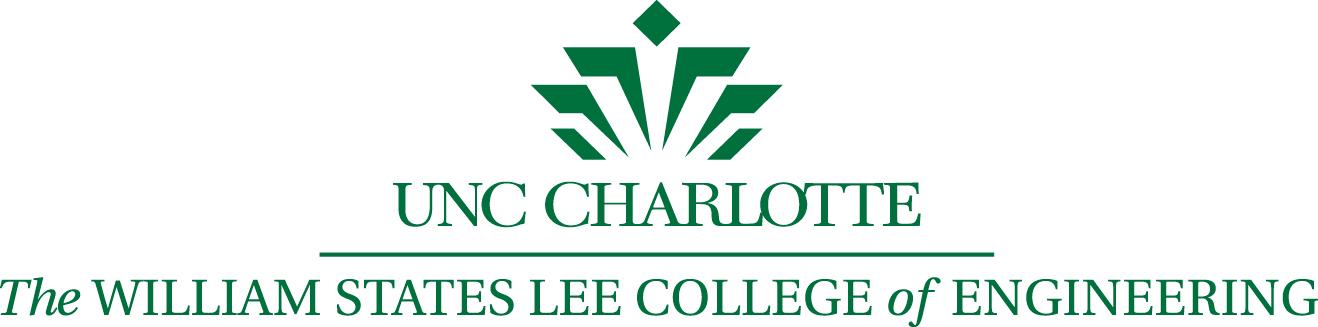 UNC CHARLOTTE
The WILLIAM STATES LEE COLLEGE of ENGINEERING